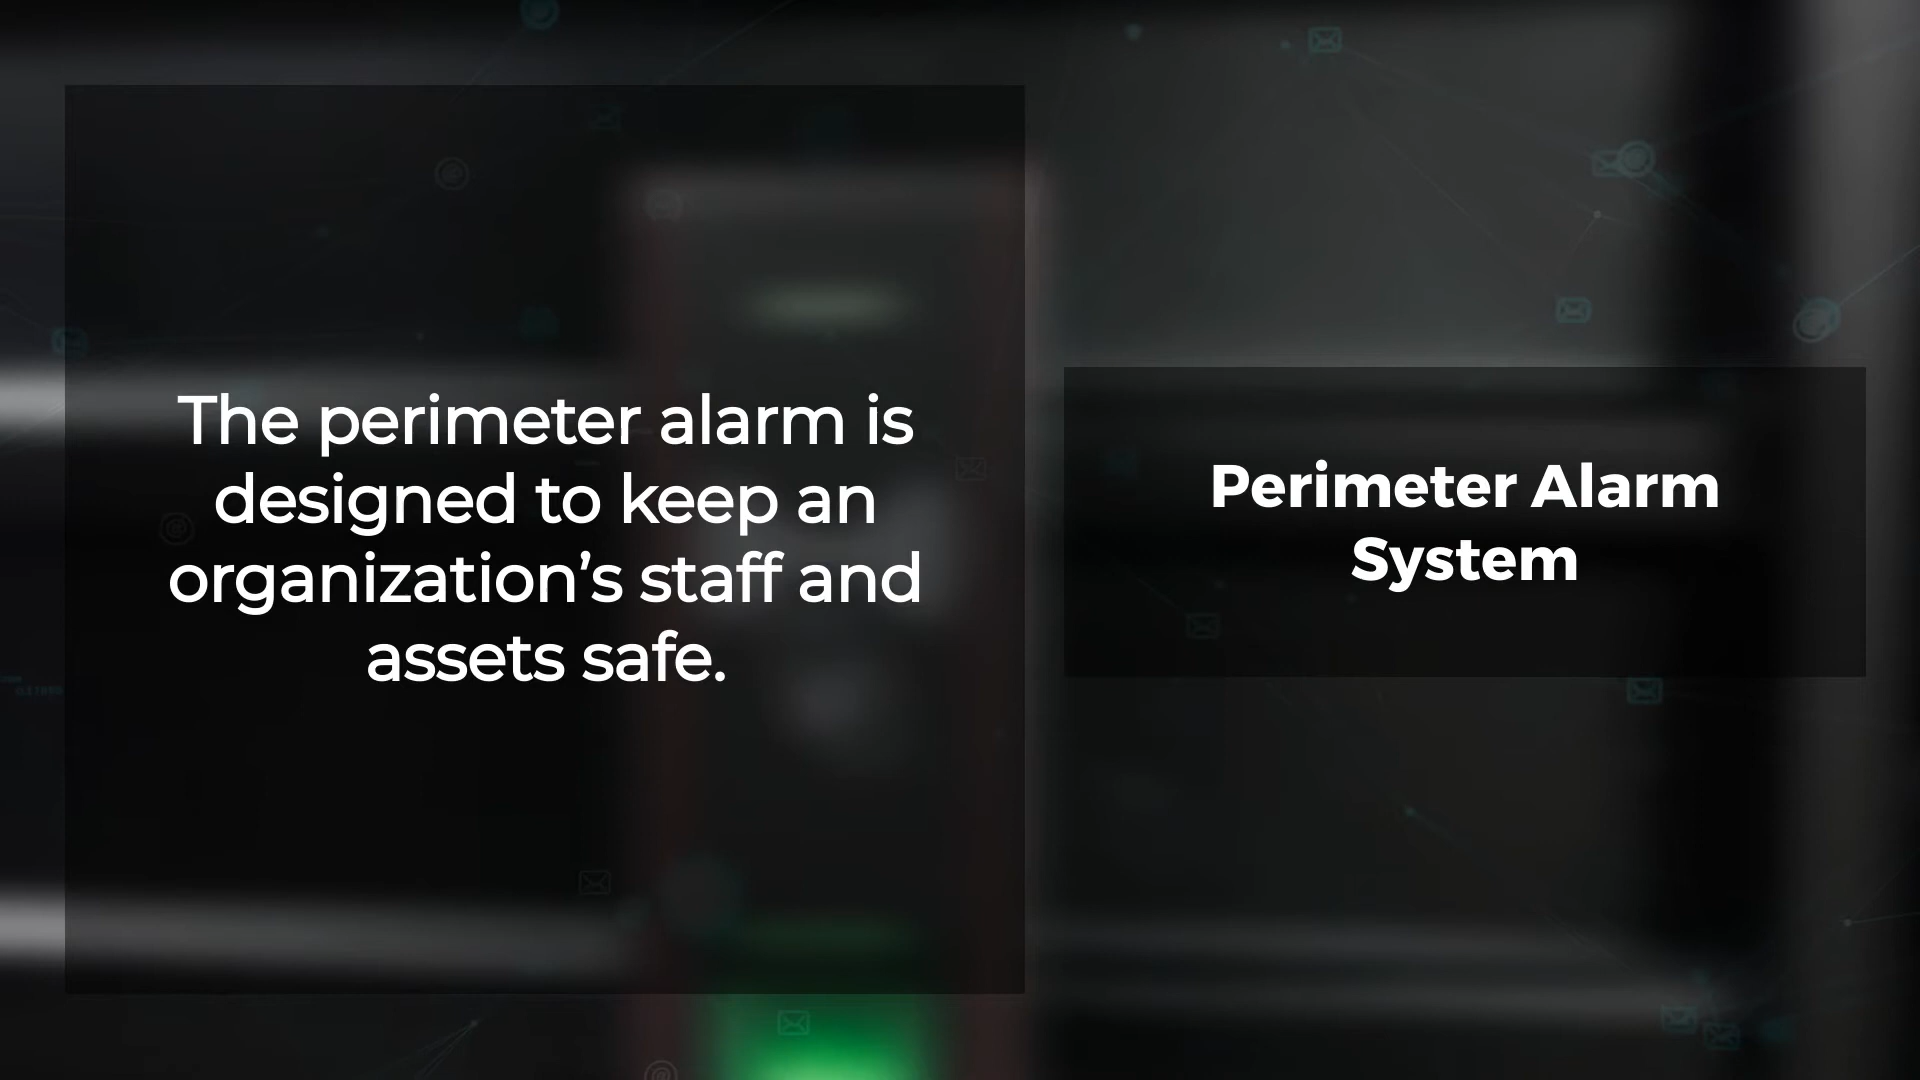 The perimeter alarm is
designed to keep an
organization’s staff and
assets safe.
Perimeter Alarm
System